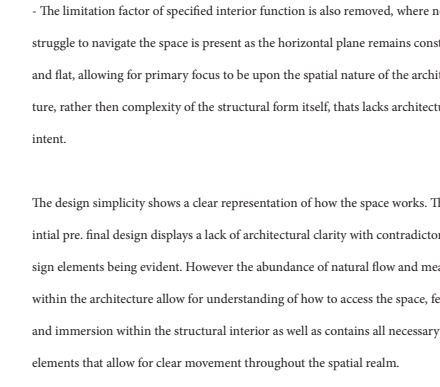 - The limitation factor of specified interior function is also removed, where
struggle to navigate the space is present as the horizontal plane remains
and flat, allowing for primary focus to be upon the spatial nature of the
ture, rather then complexity of the structural form itself, thats lacks
intent.
The design simplicity shows a clear representation of how the space works.
intial pre. final design displays a lack of architectural clarity with
sign elements being evident. However the abundance of natural flow and
within the architecture allow for understanding of how to access the space,
and immersion within the structural interior as well as contains all necessary
elements that allow for clear movement throughout the spatial realm.